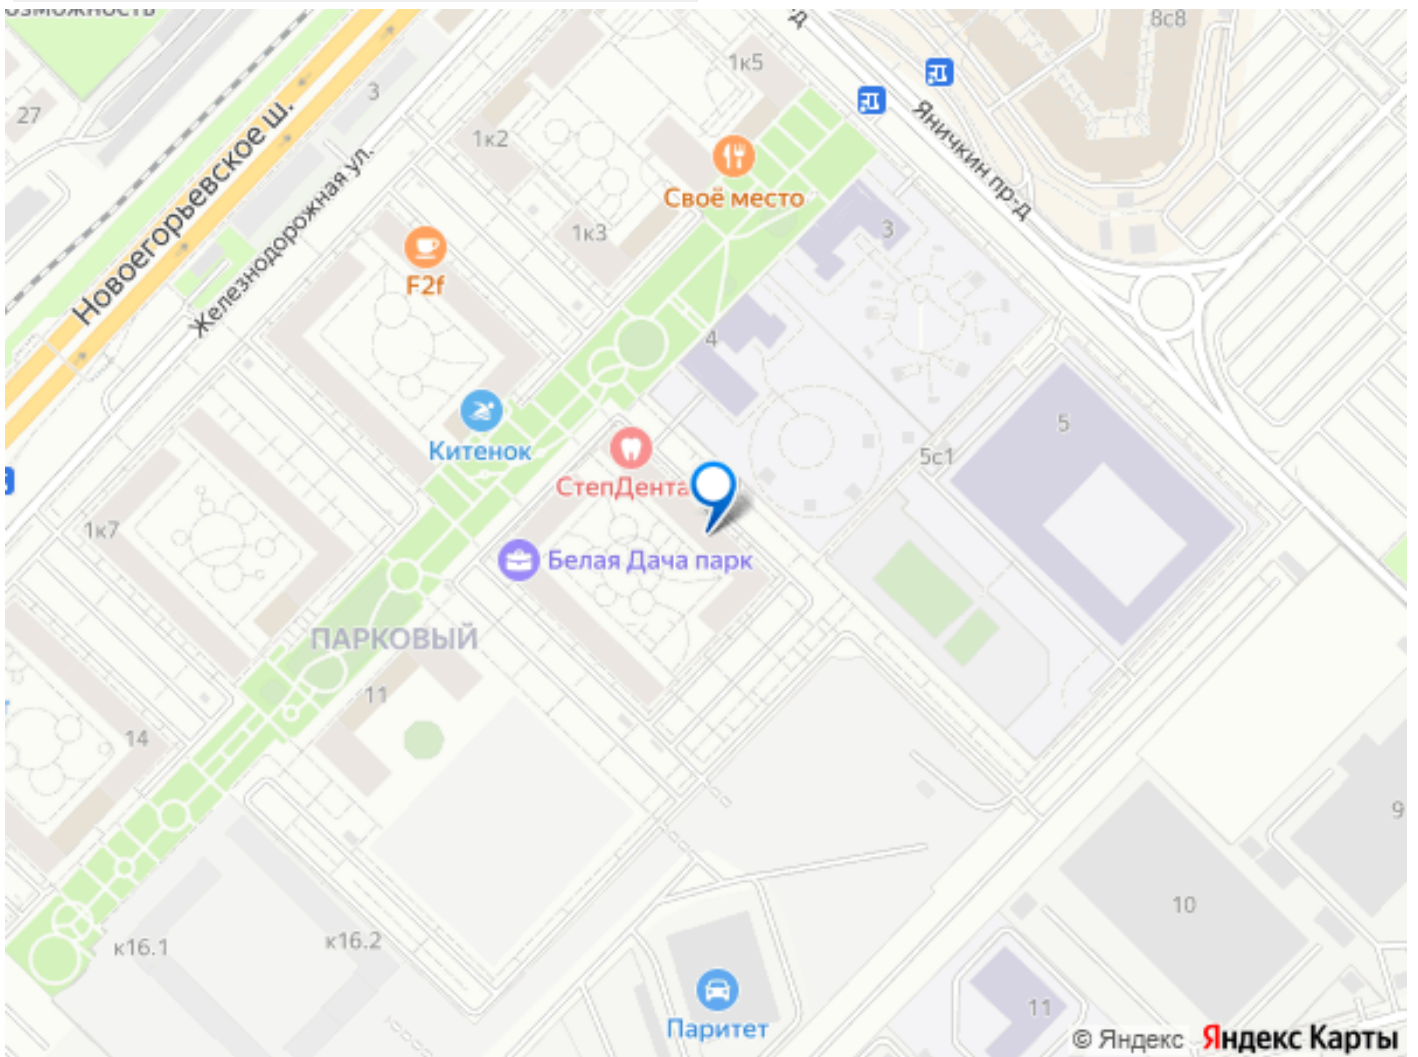 8с8
1к5
3
27
Новоегорьевское ш.
Железнодорожная ул.
1к2
Своё место
Яничкин пр-д
1к3
3
F2f
4
Китенок
5
5с1
СтепДента
1к7
Белая Дача парк
ПАРКОВЫЙ
11
14
9
10
к16.1
к16.2
Паритет
11
© Яндекс Яндекс Карты